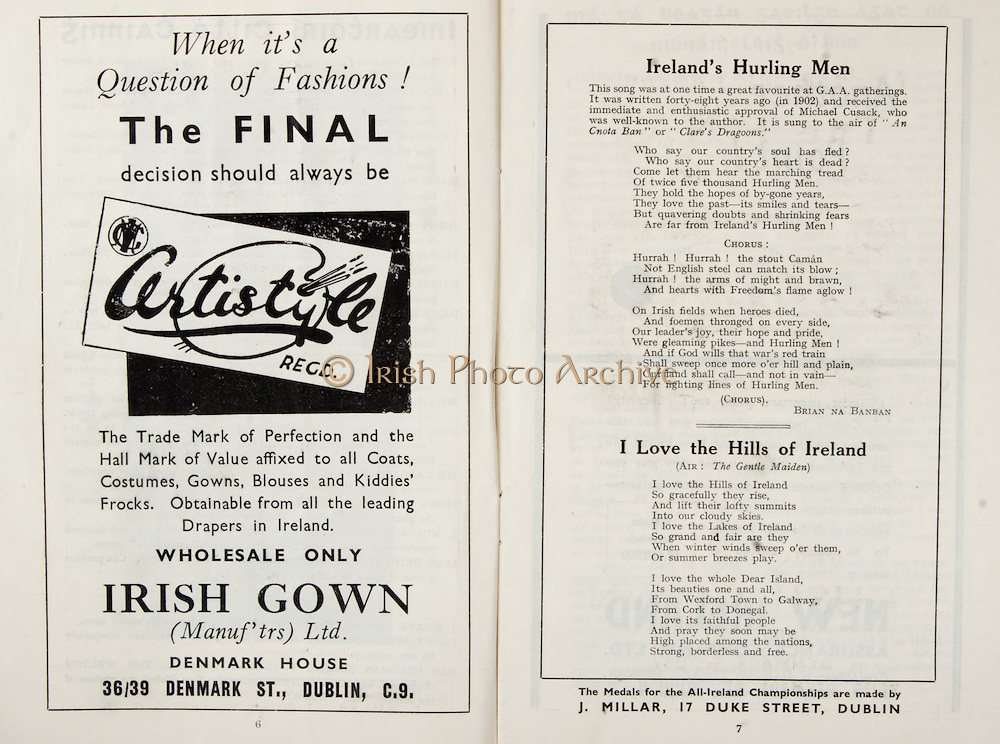 When it's a
Question of Fashions !
The FINAL
decision should always be
Artistyle
REGD.
The Trade Mark of Perfection and the
Hall Mark of Value affixed to all Coats,
Costumes, Gowns, Blouses and Kiddies'
Frocks. Obtainable from all the leading
Drapers in Ireland.
WHOLESALE ONLY
IRISH GOWN
(Manuf'trs) Ltd.
DENMARK HOUSE
36/39 DENMARK ST., DUBLIN, C.9.
6
Ireland's Hurling Men
This song was at one time a great favourite at G.A.A. gatherings.
It was written forty-eight years ago (in 1902) and received the
immediate and enthusiastic approval of Michael Cusack, who
was well-known to the author. It is sung to the air of "An
Cnota Ban" or "Clare's Dragoons."
Who say our country's soul has fled ?
Who say our country's heart is dead ?
Come let them hear the marching tread
Of twice five thousand Hurling Men.
They hold the hopes of by-gone years,
They love the past—its smiles and tears—
But quavering doubts and shrinking fears
Are far from Ireland's Hurling Men !
CHORUS :
Hurrah ! Hurrah ! the stout Camán
Not English steel can match its blow ;
Hurrah ! the arms of might and brawn,
And hearts with Freedom's flame aglow !
On Irish fields when heroes died,
And foemen thronged on every side,
Our leader's joy, their hope and pride,
Were gleaming pikes—and Hurling Men !
And if God wills that war's red train
Shall sweep once more o'er hill and plain,
shall call—and not in vain—
For fighting lines of Hurling Men.
(CHORUS).
BRIAN NA BANBAN
I Love the Hills of Ireland
(AIR : The Gentle Maiden)
I love the Hills of Ireland
So gracefully they rise,
And lift their lofty summits
Into our cloudy skies.
I love the Lakes of Ireland
So grand and fair are they
When winter winds sweep o'er them,
Or summer breezes play.
I love the whole Dear Island,
Its beauties one and all,
From Wexford Town to Galway,
From Cork to Donegal.
I love its faithful people
And pray they soon may be
High placed among the nations,
Strong, borderless and free.
The Medals for the All-Ireland Championships are made by
J. MILLAR, 17 DUKE STREET, DUBLIN
7
© Irish Photo Archive